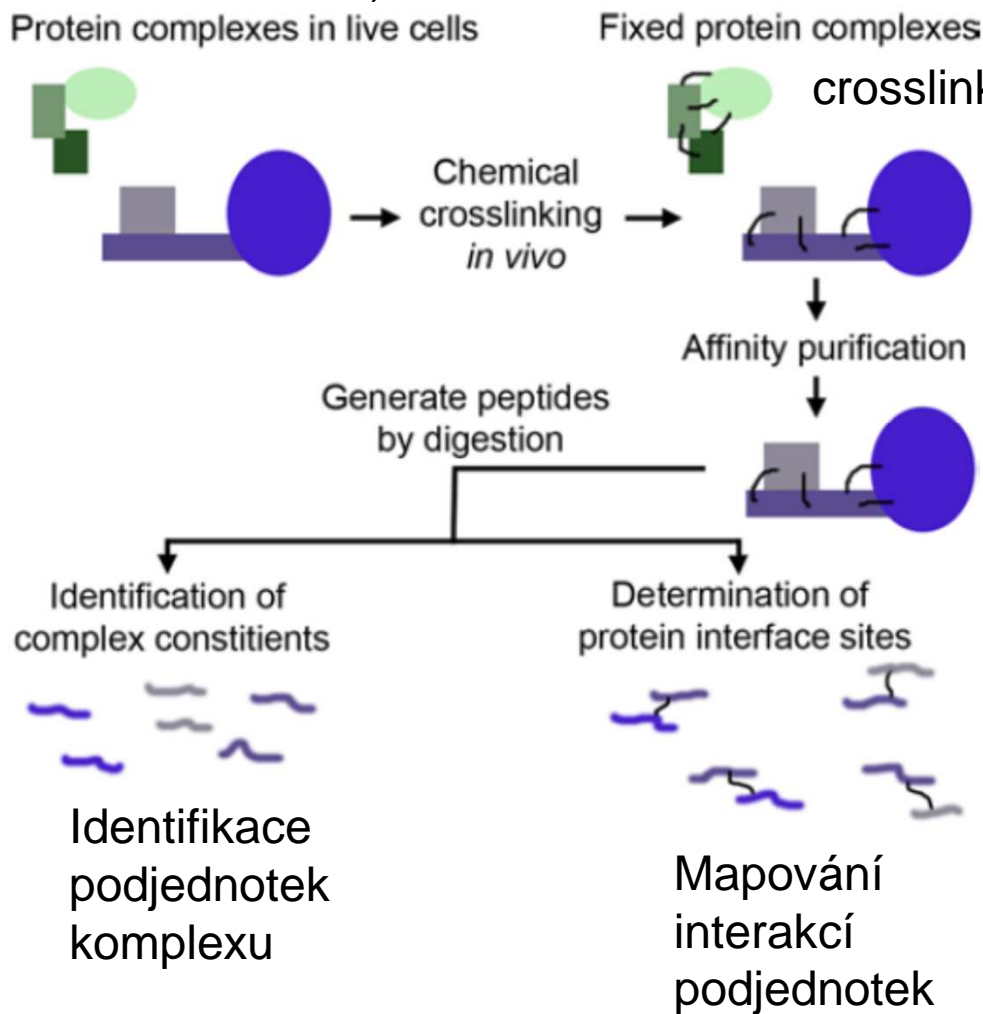 Protein complexes in live cells
Fixed protein complexes
Chemical
crosslinking
in vivo
Affinity purification
Generate peptides
by digestion
Identification of
complex constitients
Determination of
protein interface sites
Identifikace
podjednotek
komplexu
Mapování
interakcí
podjednotek